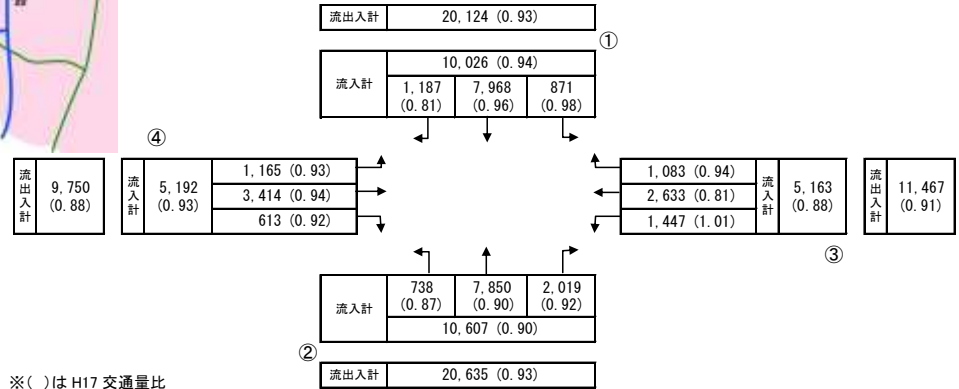 流出入計 20,124 (0.93)
①
流入計 10,026 (0.94)
1,187 7,968 871
(0.81) (0.96) (0.98)
④
流出入計 9,750 (0.88)
流入計 5,192 (0.93)
1,165 (0.93)
3,414 (0.94)
613 (0.92)
1,083 (0.94)
2,633 (0.81)
1,447 (1.01)
流入計 5,163 (0.88)
流出入計 11,467 (0.91)
③
流入計
738 7,850 2,019
(0.87) (0.90) (0.92)
10,607 (0.90)
②
流出入計 20,635 (0.93)
※( )は H17 交通量比